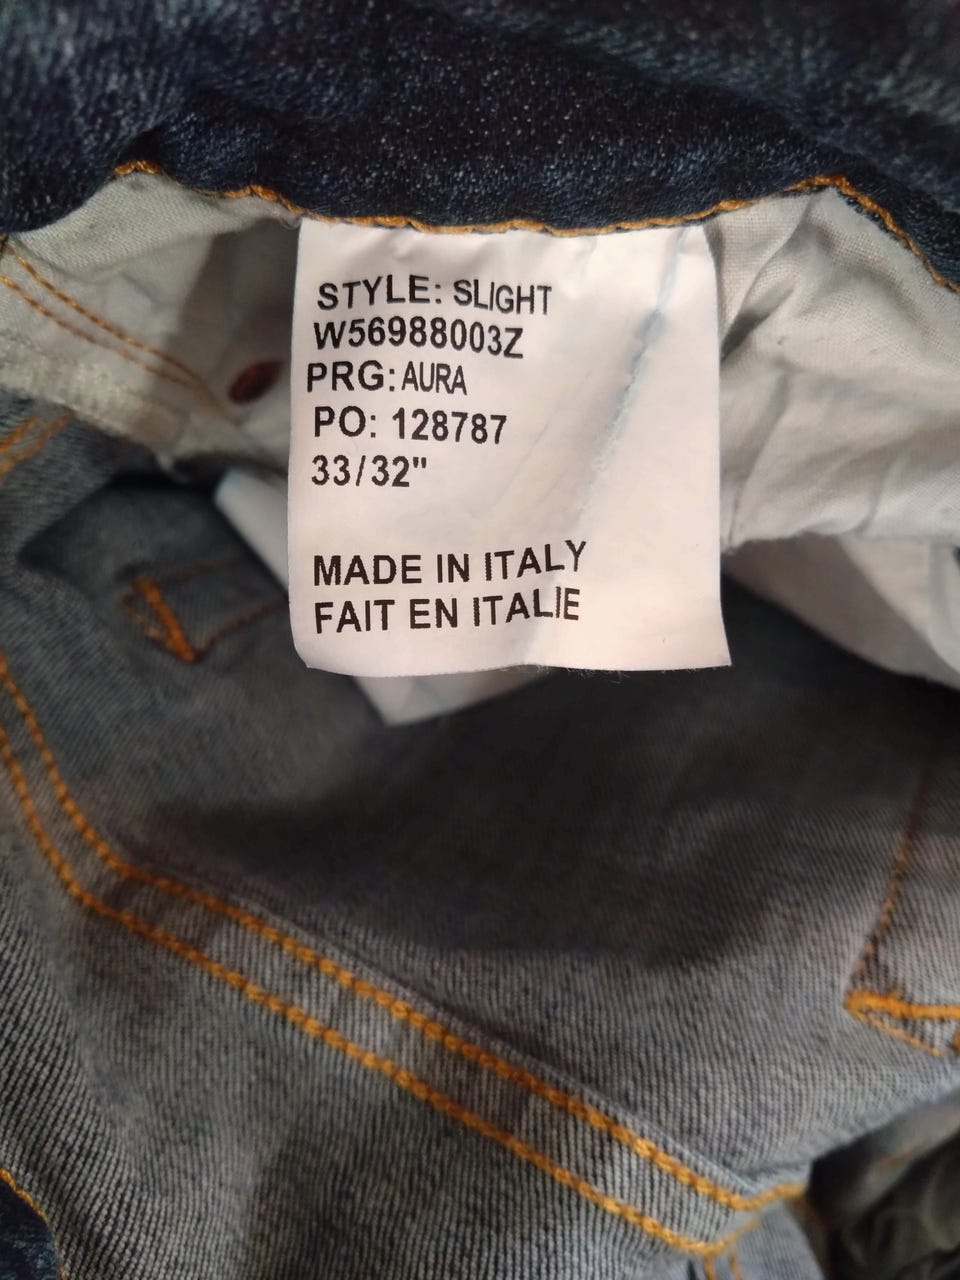 STYLE: SLIGHT
W56988003Z
PRG: AURA
PO: 128787
33/32"
MADE IN ITALY
FAIT EN ITALIE